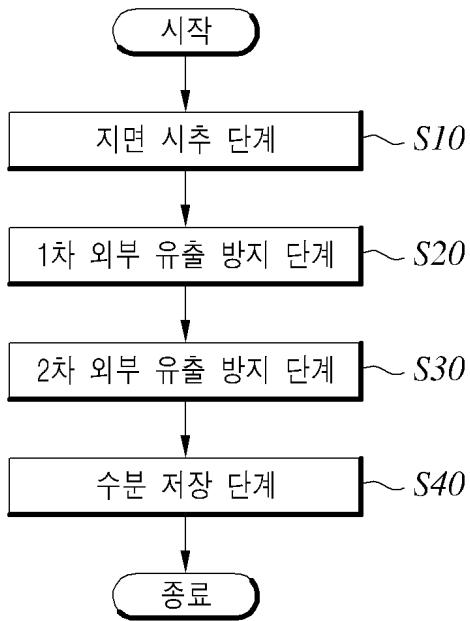 시작
지면 시추 단계 S10
1차 외부 유출 방지 단계 S20
2차 외부 유출 방지 단계 S30
수분 저장 단계 S40
종료